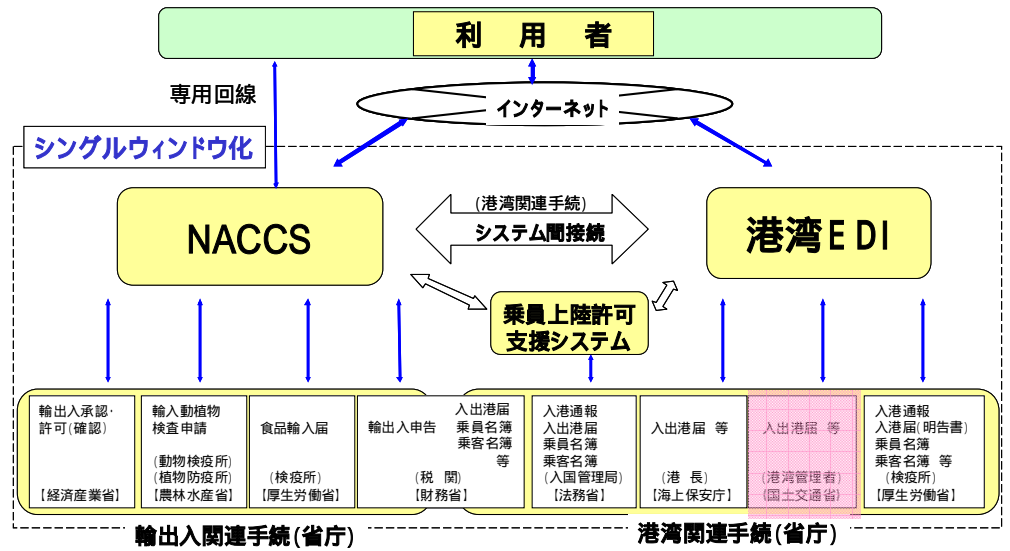 利 用 者
専用回線
インターネット
シングルウィンドウ化
(港湾関連手続)
システム間接続
NACCS
港湾EDI
乗員上陸許可
支援システム
輸出入承認・
許可(確認)
【経済産業省】
輸入動植物
検査申請
(動物検疫所)
(植物防疫所)
【農林水産省】
食品輸入届
(検疫所)
【厚生労働省】
輸出入申告
入出港届
乗員名簿
乗客名簿
等
(税 関)
【財務省】
入港通報
入出港届
乗員名簿
乗客名簿
(入国管理局)
【法務省】
入出港届 等
(港 長)
【海上保安庁】
入出港届 等
(港湾管理者)
(国土交通省)
入港通報
入港届(明告書)
乗員名簿
乗客名簿 等
(検疫所)
【厚生労働省】
輸出入関連手続(省庁)
港湾関連手続(省庁)